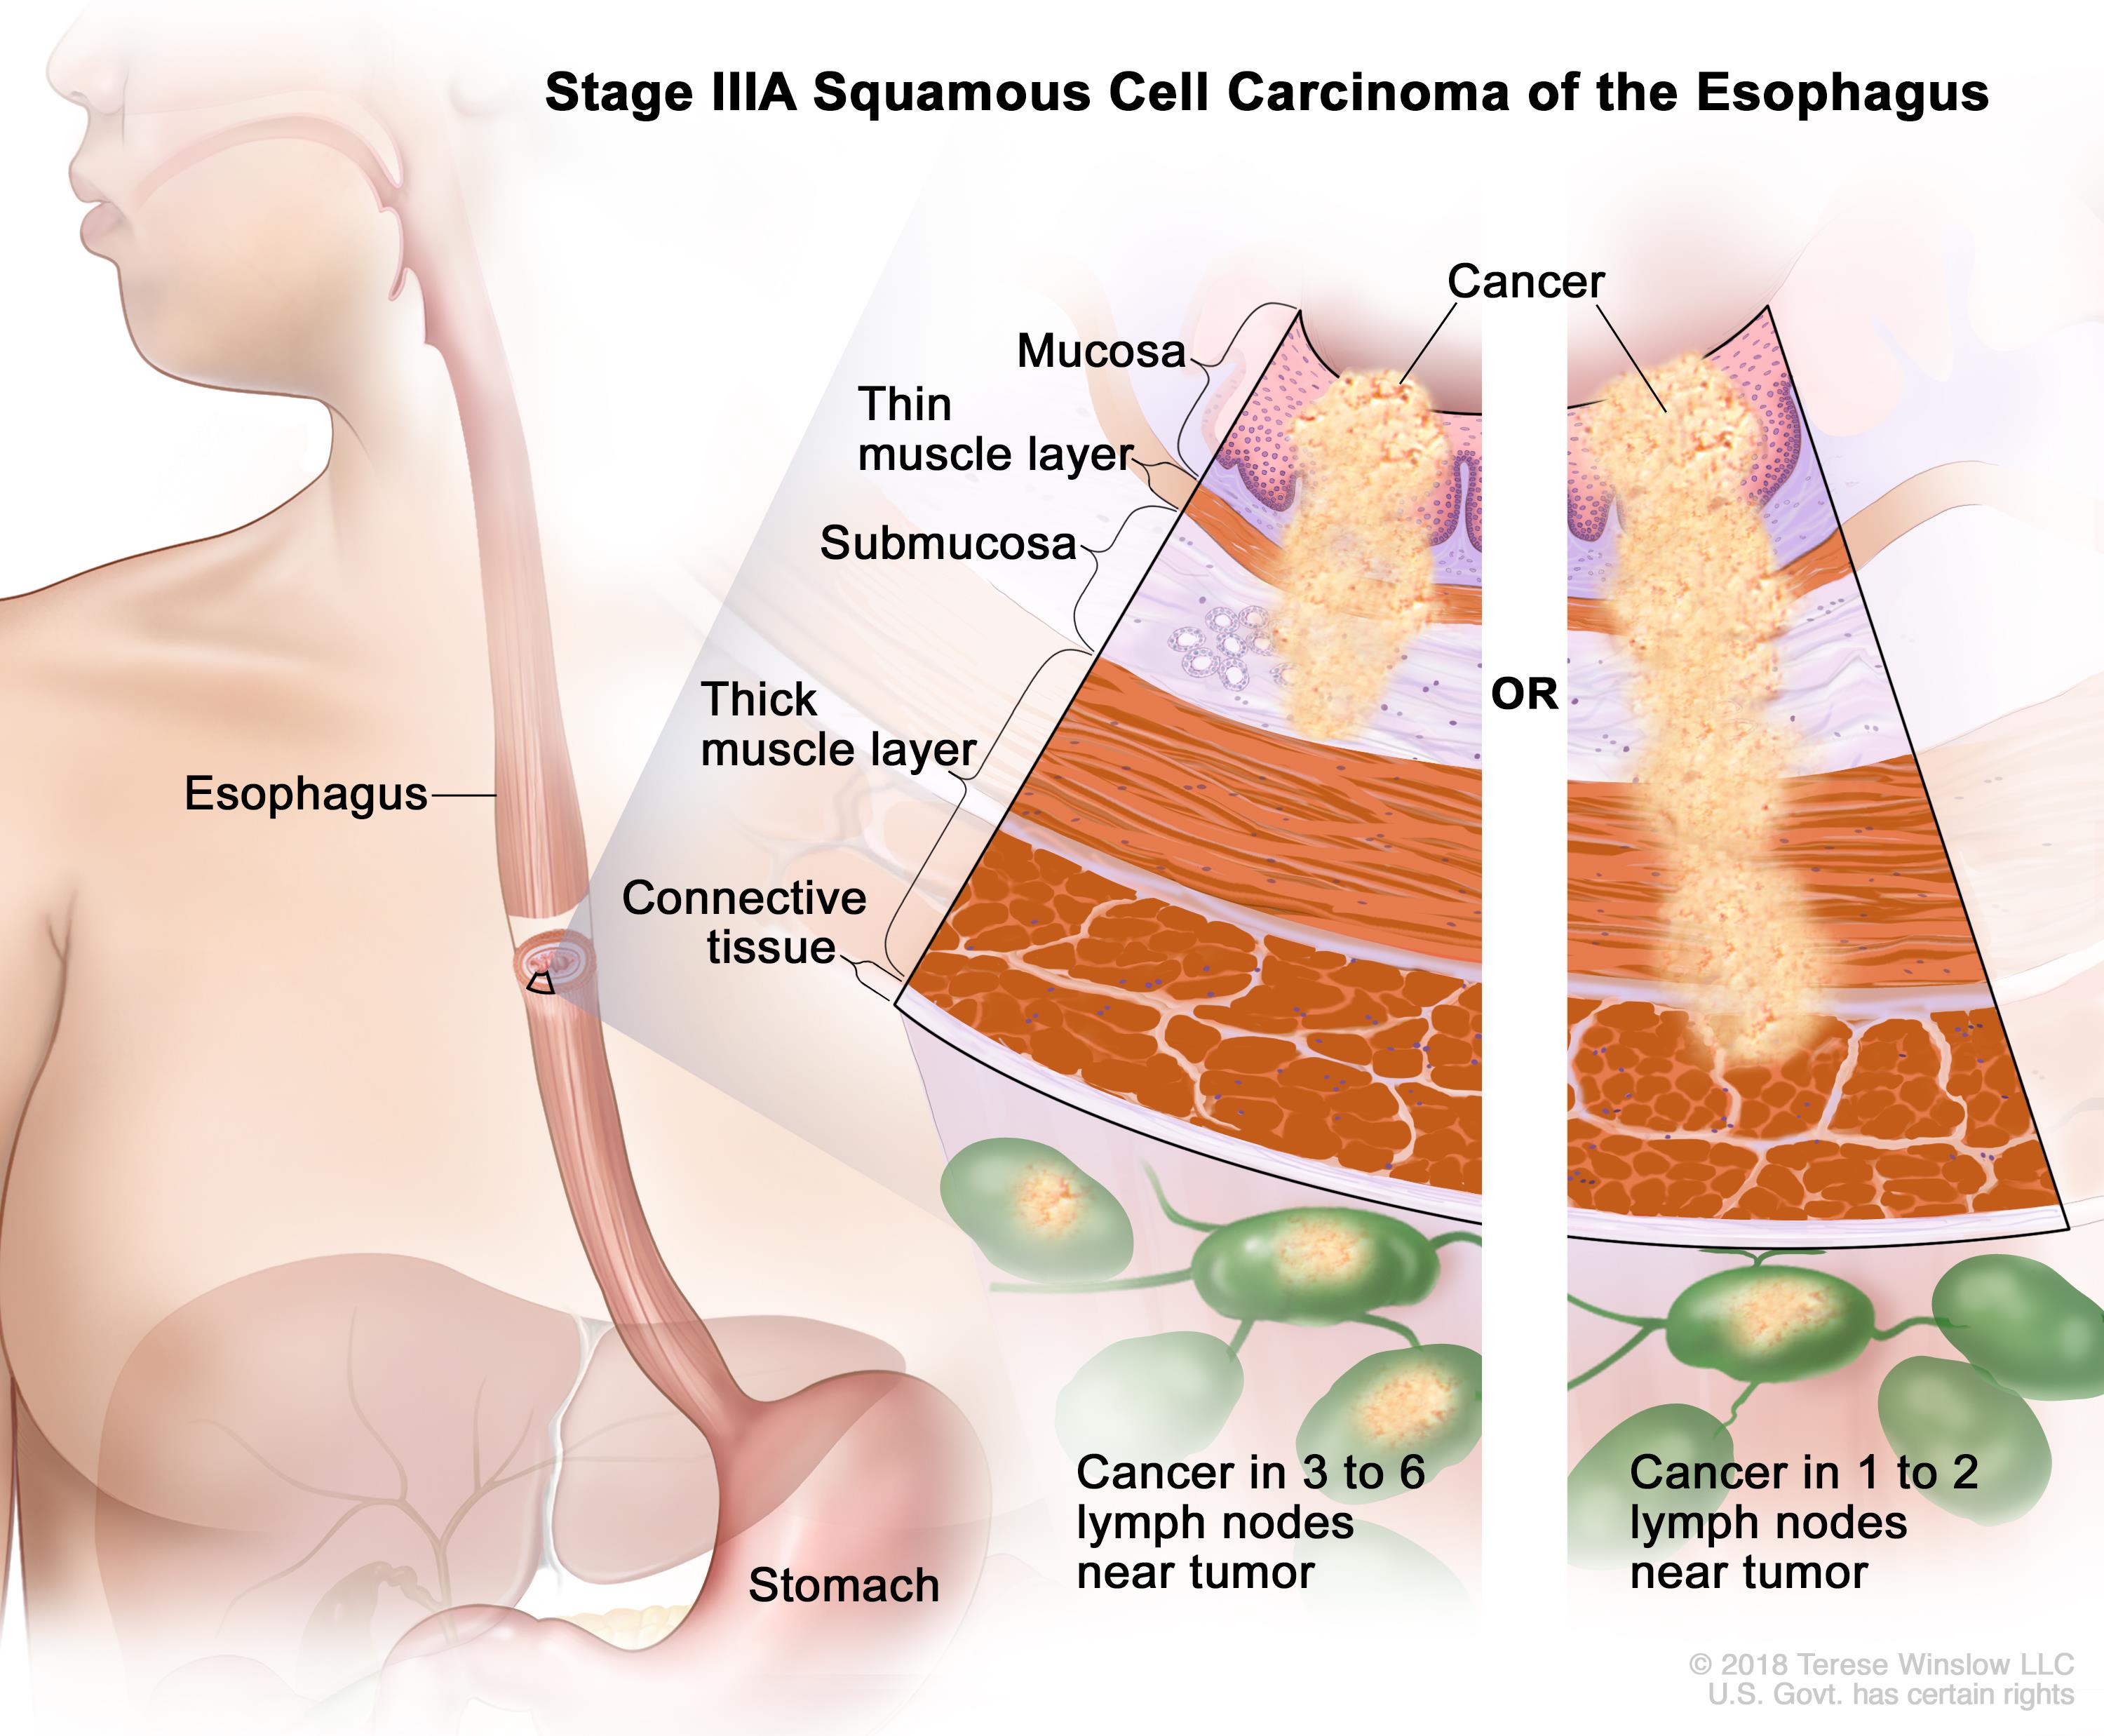 Stage IIIA Squamous Cell Carcinoma of the Esophagus
Cancer
Mucosa
Thin
muscle layer
Submucosa
Thick
muscle layer
OR
Esophagus
Connective
tissue
Cancer in 3 to 6
lymph nodes
near tumor
Cancer in 1 to 2
lymph nodes
near tumor
Stomach
© 2018 Terese Winslow LLC
U.S. Govt. has certain rights